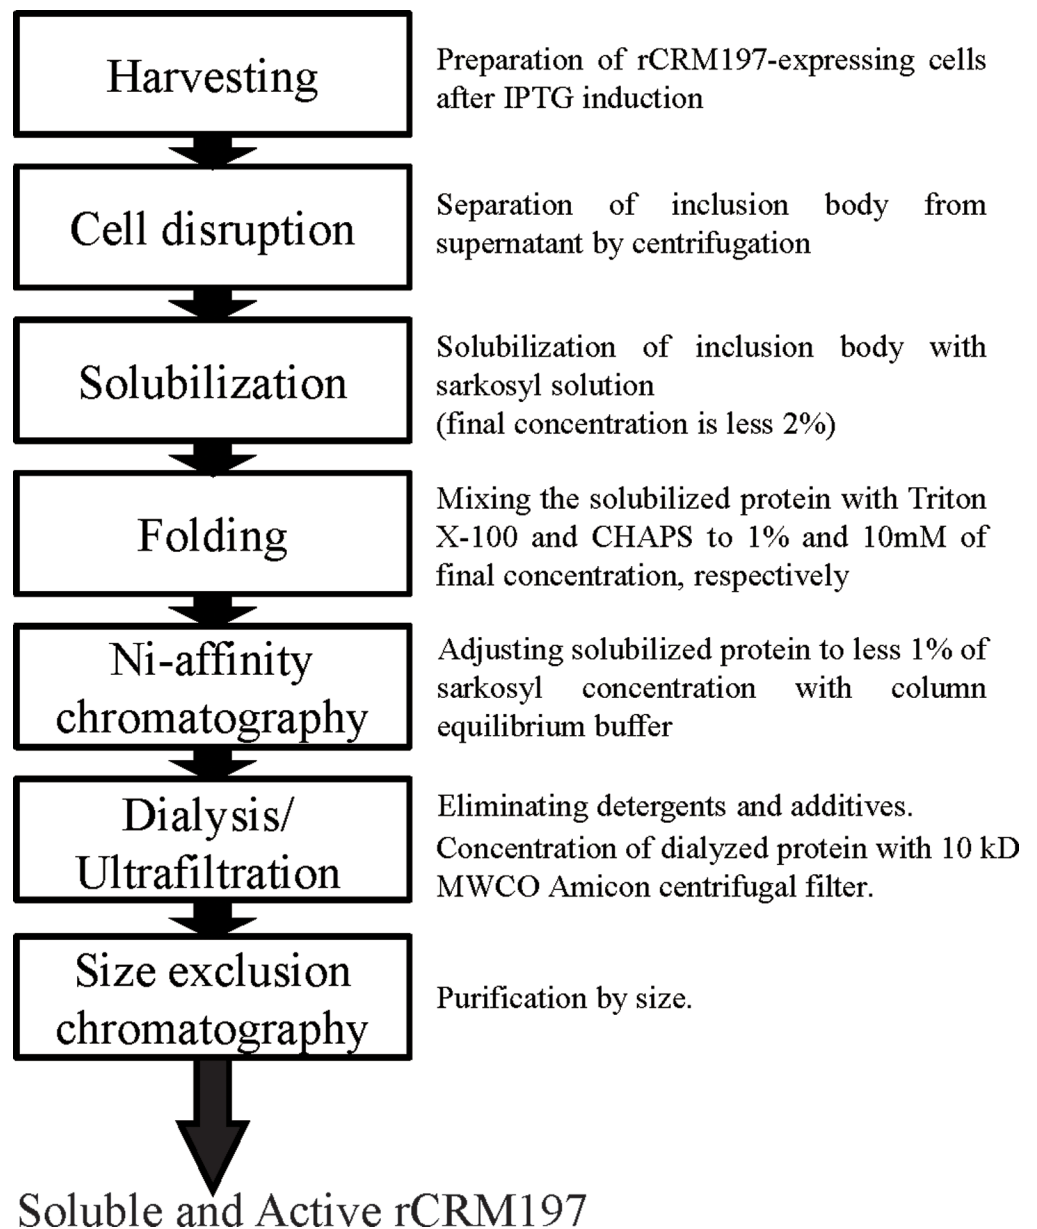 Harvesting
Preparation of rCRM197-expressing cells
after IPTG induction
Cell disruption
Separation of inclusion body from
supernatant by centrifugation
Solubilization
Solubilization of inclusion body with
sarkosyl solution
(final concentration is less 2%)
Folding
Mixing the solubilized protein with Triton
X-100 and CHAPS to 1% and 10mM of
final concentration, respectively
Ni-affinity
chromatography
Adjusting solubilized protein to less 1% of
sarkosyl concentration with column
equilibrium buffer
Dialysis/
Ultrafiltration
Eliminating detergents and additives.
Concentration of dialyzed protein with 10 kD
MWCO Amicon centrifugal filter.
Size exclusion
chromatography
Purification by size.
Soluble and Active rCRM197